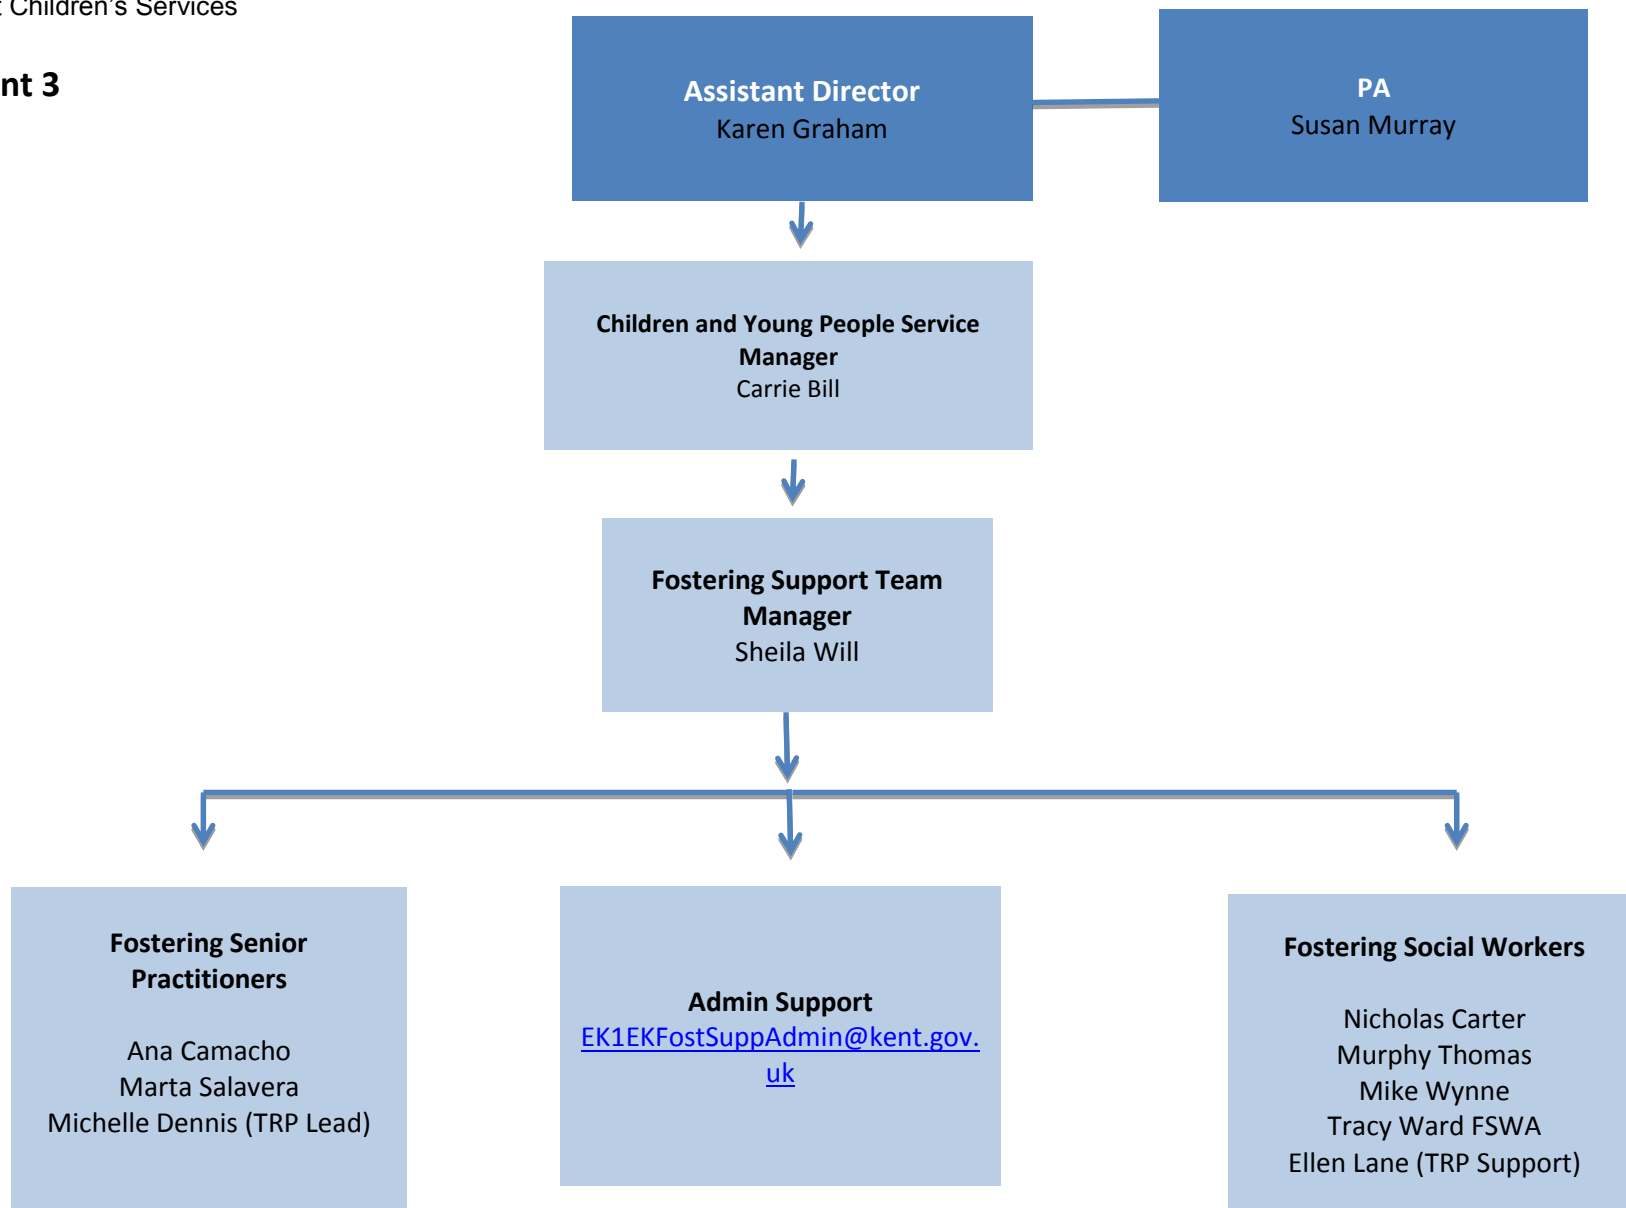 Children's Services
nt 3
Assistant Director
Karen Graham
PA
Susan Murray
Children and Young People Service
Manager
Carrie Bill
Fostering Support Team
Manager
Sheila Will
Fostering Senior
Practitioners
Ana Camacho
Marta Salavera
Michelle Dennis (TRP Lead)
Admin Support
EK1EKFostSuppAdmin@kent.gov.
uk
Fostering Social Workers
Nicholas Carter
Murphy Thomas
Mike Wynne
Tracy Ward FSWA
Ellen Lane (TRP Support)